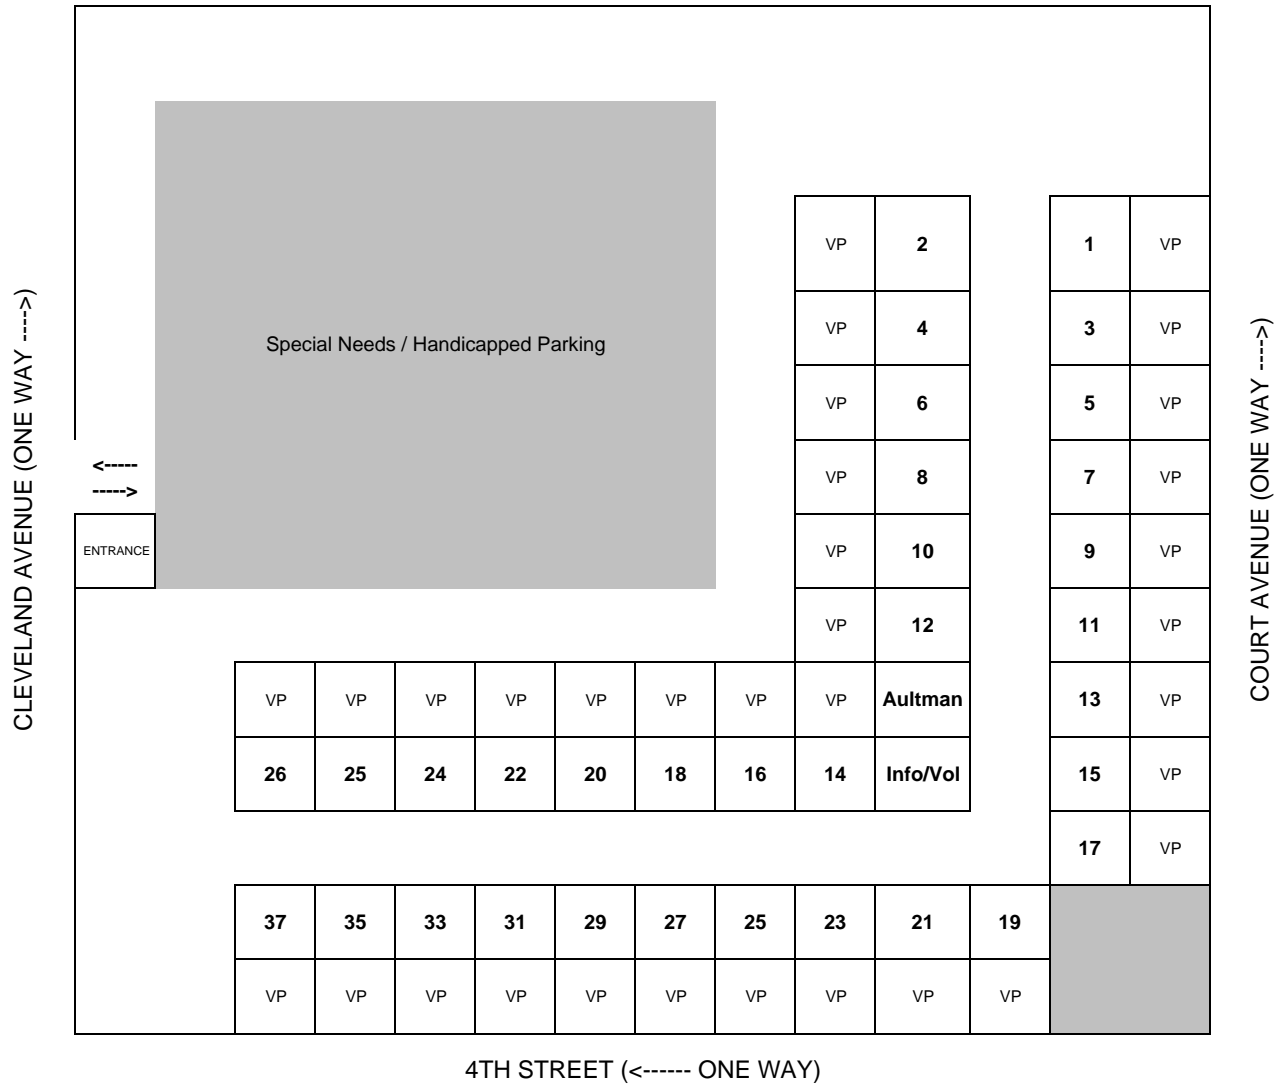 VP 2 1 VP
VP 4 3 VP
Special Needs / Handicapped Parking
VP 6 5 VP
VP 8 7 VP
<-----
----->
ENTRANCE
VP 10 9 VP
VP 12 11 VP
VP VP VP VP VP VP VP VP Aultman 13 VP
26 25 24 22 20 18 16 14 Info/Vol 15 VP
17 VP
37 35 33 31 29 27 25 23 21 19
VP VP VP VP VP VP VP VP VP VP
CLEVELAND AVENUE (ONE WAY ---->)
COURT AVENUE (ONE WAY ---->)
4TH STREET (<------ ONE WAY)